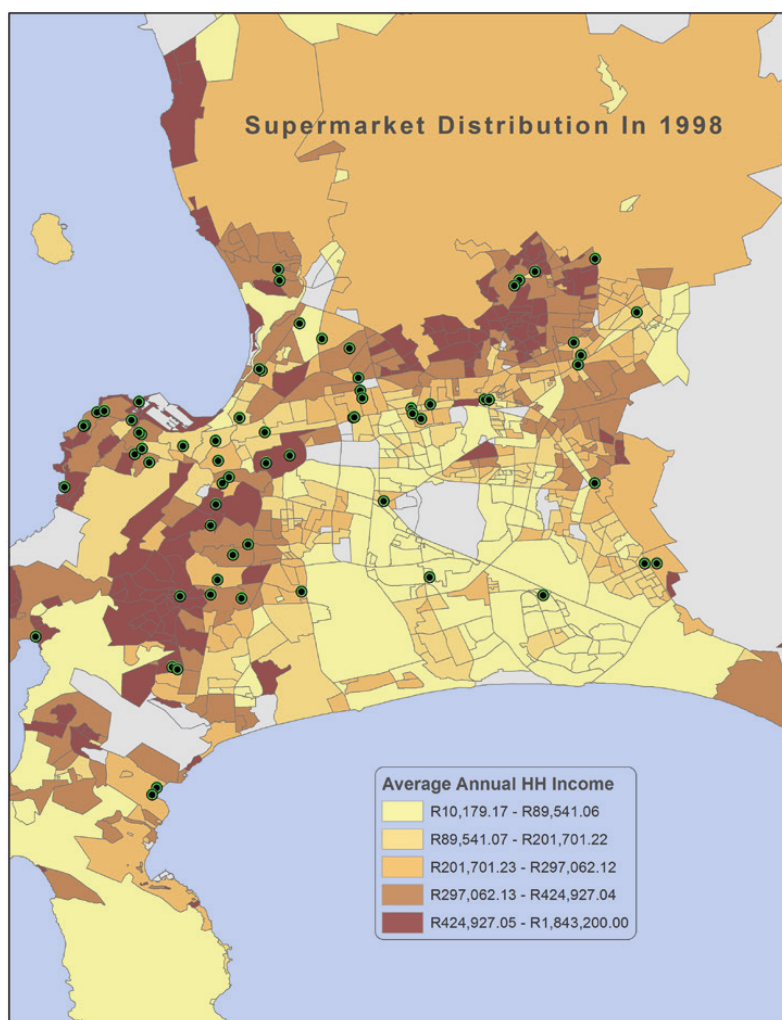 Supermarket Distribution In 1998
Average Annual HH Income
R10,179.17 - R89,541.06
R89,541.07 - R201,701.22
R201,701.23 - R297,062.12
R297,062.13 - R424,927.04
R424,927.05 - R1,843,200.00